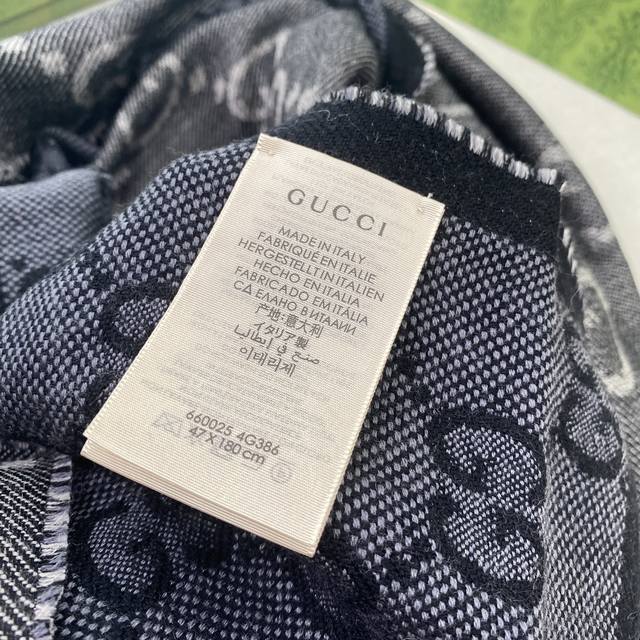 GUCCI
MADE IN ITALY
FABRIQUÉ EN ITALIE
HERGESTELLT IN ITALIEN
HECHO EN ITALIA
FABRICADO EM ITÁLIA
СДЕЛАНО В ИТАЛИИ
产地:意大利
イタリア製
صنع في إيطاليا
이태리제
660025 4G386
47 X 180 cm